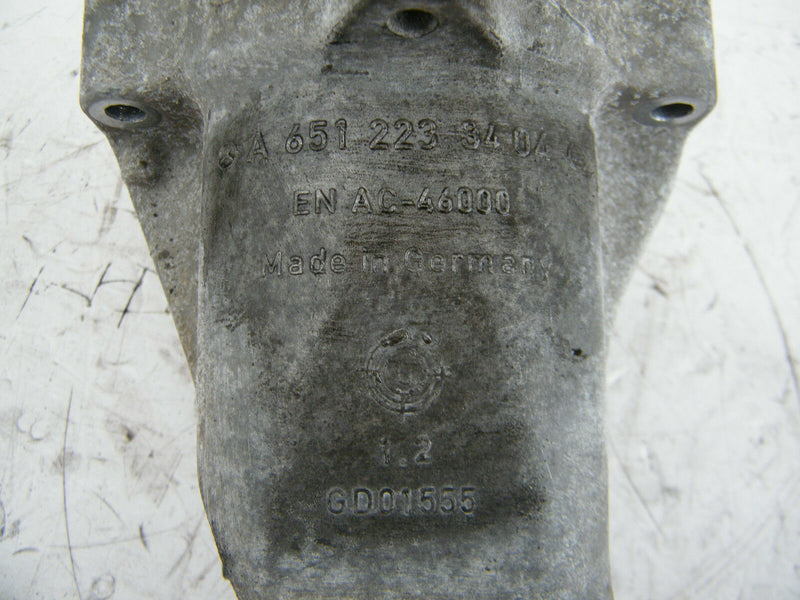 A 651 223 34 04
EN AC-46000
Made in Germany
1.2
GD01555